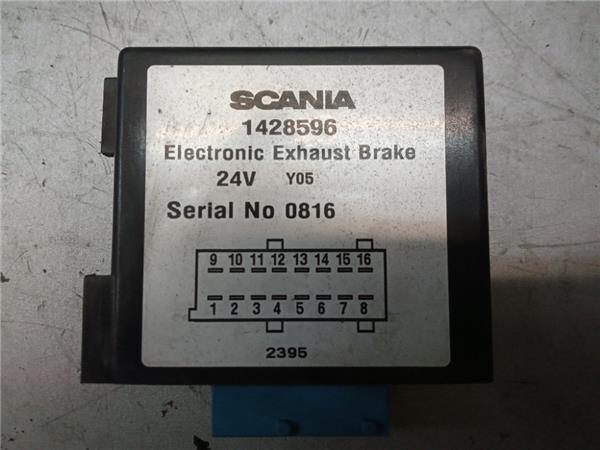 SCANIA
1428596
Electronic Exhaust Brake
24V Y05
Serial No 0816
9 10 11 12 13 14 15 16
1 2 3 4 5 6 7 8
2395